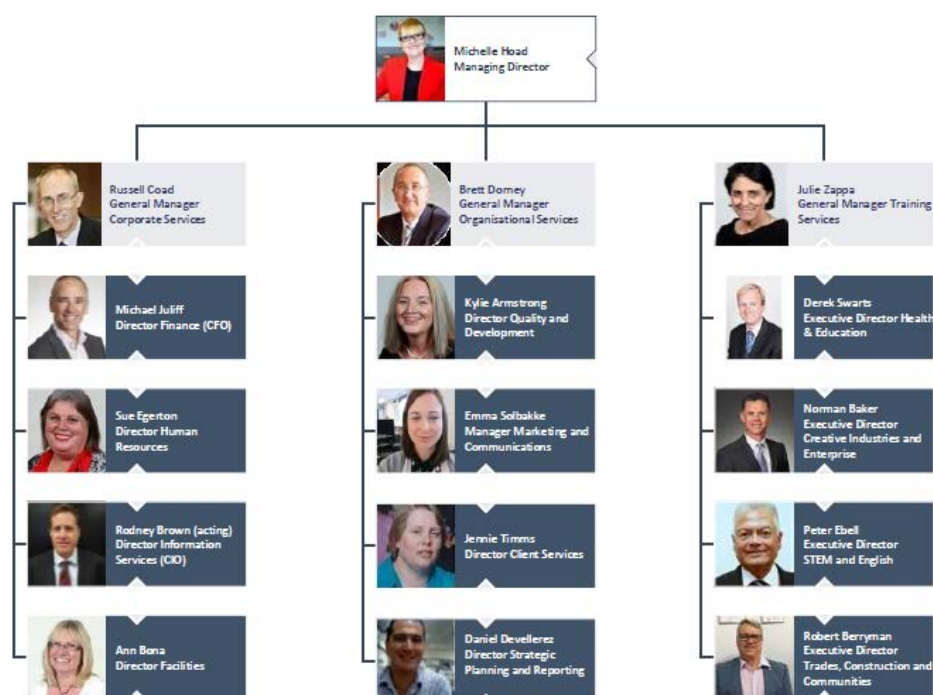 Michelle Hoad
Managing Director
Russell Coad
General Manager
Corporate Services
Michael Juliff
Director Finance (CFO)
Sue Egerton
Director Human
Resources
Rodney Brown (acting)
Director Information
Services (CIO)
Ann Bona
Director Facilities
Brett Dorney
General Manager
Organisational Services
Kylie Armstrong
Director Quality and
Development
Emma Solbakke
Manager Marketing and
Communications
Jennie Timms
Director Client Services
Daniel Devellerez
Director Strategic
Planning and Reporting
Julie Zappa
General Manager Training
Services
Derek Swarts
Executive Director Health
& Education
Norman Baker
Executive Director
Creative Industries and
Enterprise
Peter Ebell
Executive Director
STEM and English
Robert Berryman
Executive Director
Trades, Construction and
Communities